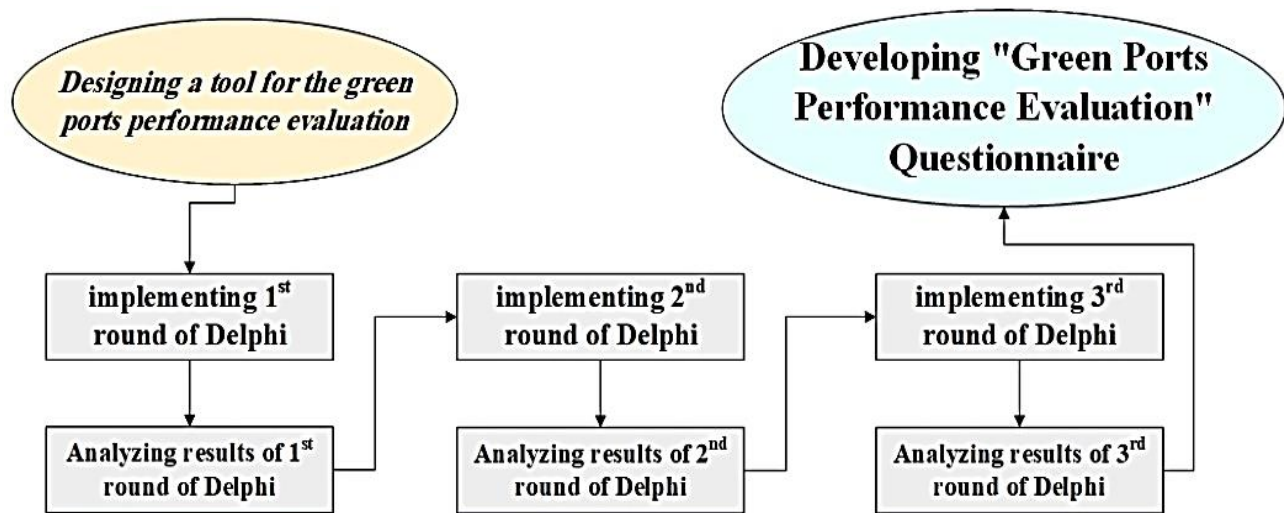 Designing a tool for the green
ports performance evaluation
Developing "Green Ports
Performance Evaluation"
Questionnaire
implementing 1st
round of Delphi
implementing 2nd
round of Delphi
implementing 3rd
round of Delphi
Analyzing results of 1st
round of Delphi
Analyzing results of 2nd
round of Delphi
Analyzing results of 3rd
round of Delphi